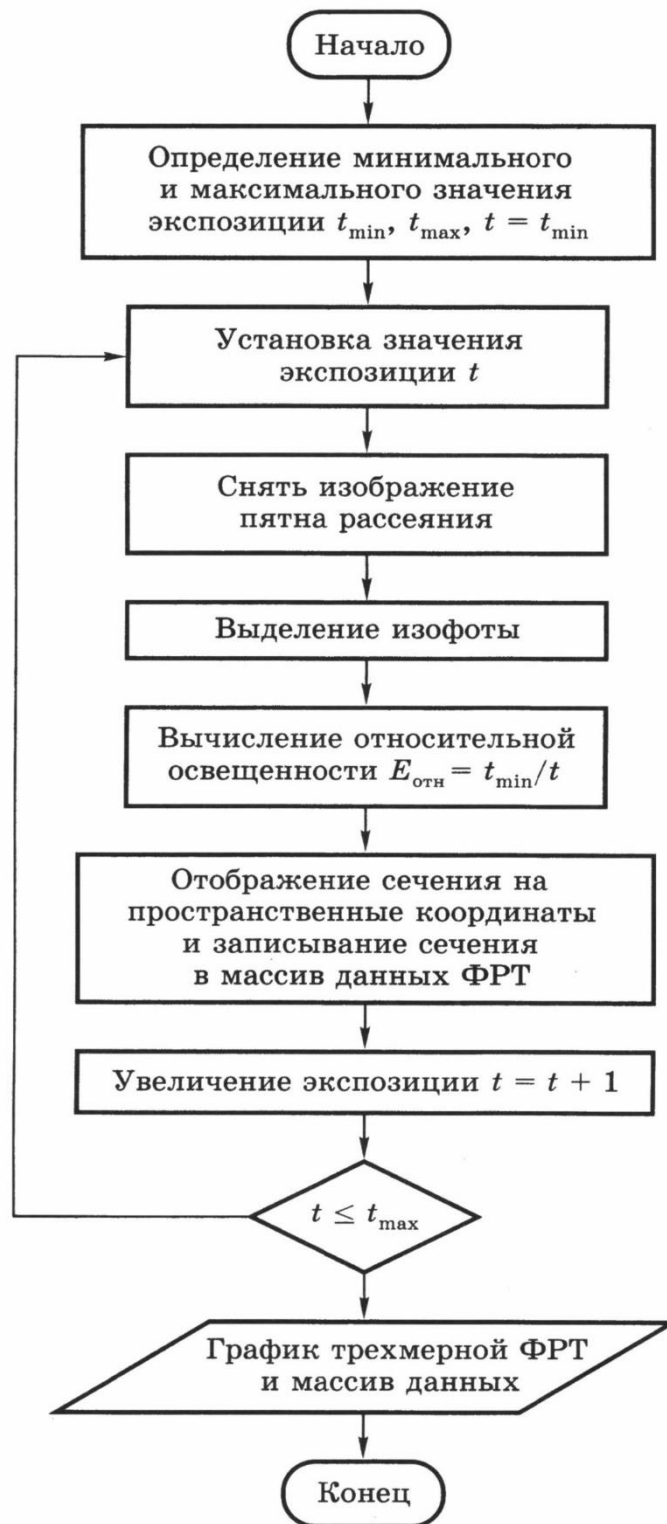 Начало
Определение минимального
и максимального значения
экспозиции t_min, t_max, t = t_min
Установка значения
экспозиции t
Снять изображение
пятна рассеяния
Выделение изофоты
Вычисление относительной
освещенности E_отн = t_min/t
Отображение сечения на
пространственные координаты
и записывание сечения
в массив данных ФРТ
Увеличение экспозиции t = t + 1
t ≤ t_max
График трехмерной ФРТ
и массив данных
Конец